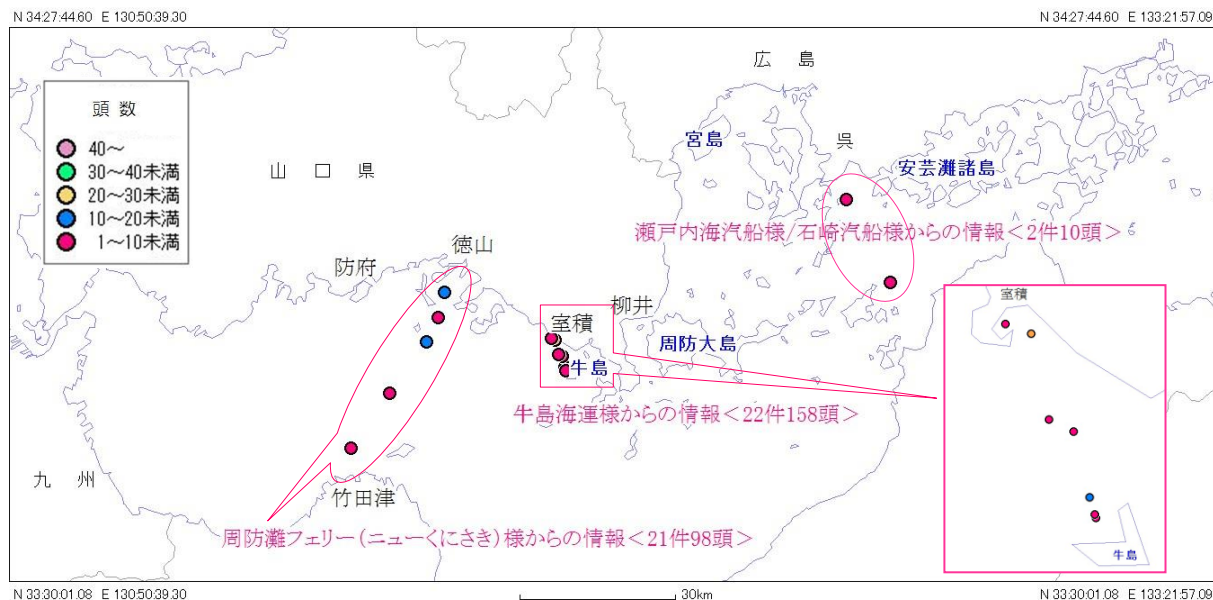 N 34:27:44.60 E 130:50:39.30
N 34:27:44.60 E 133:21:57.09
広 島
頭 数
40～
30～40未満
20～30未満
10～20未満
1～10未満
宮島
呉
安芸灘諸島
山 口 県
瀬戸内海汽船様/石崎汽船様からの情報＜2件10頭＞
徳山
防府
柳井
室積
周防大島
牛島
牛島海運様からの情報＜22件158頭＞
室積
牛島
九 州
竹田津
周防灘フェリー(ニューくにさき)様からの情報＜21件98頭＞
N 33:30:01.08 E 130:50:39.30
30km
N 33:30:01.08 E 133:21:57.09